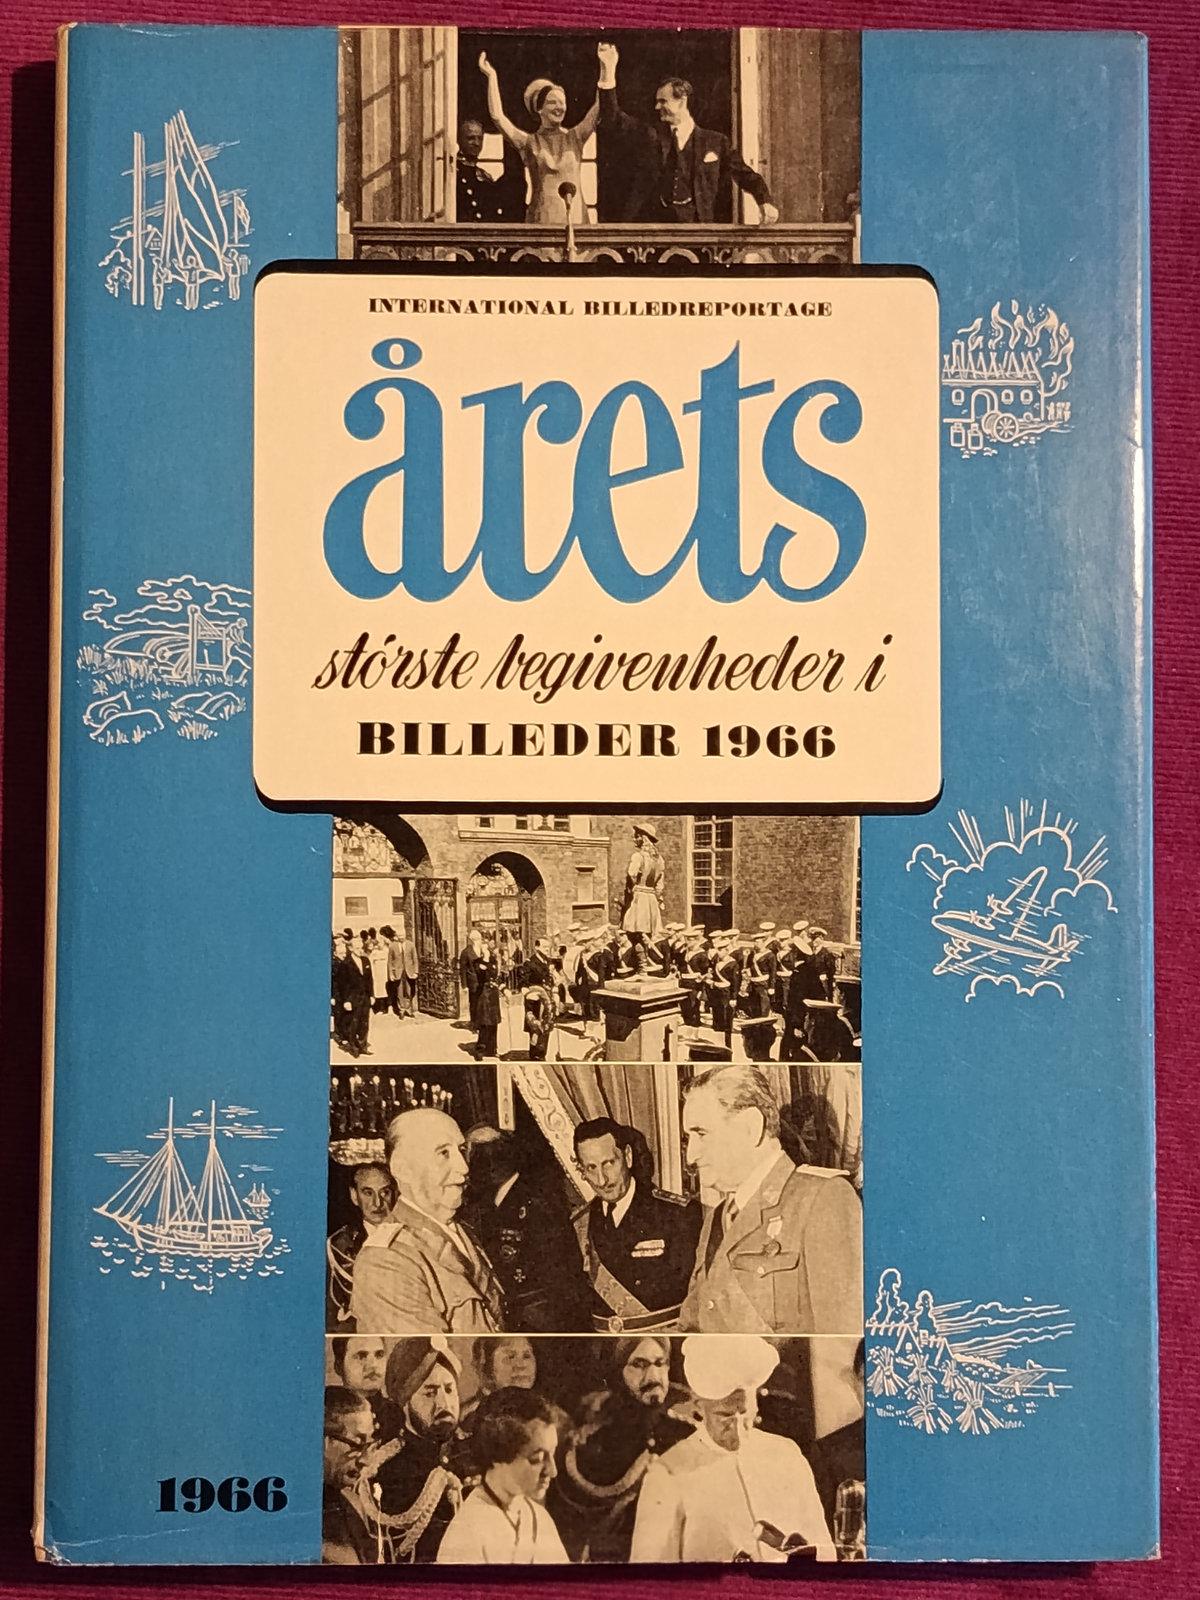 INTERNATIONAL BILLEDREPORTAGE
årets
største begivenheder i
BILLEDER 1966
1966